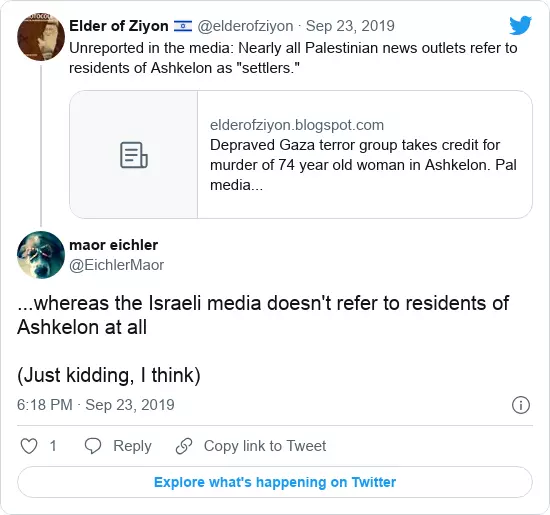 Elder of Ziyon 🇮🇱 @elderofziyon · Sep 23, 2019
Unreported in the media: Nearly all Palestinian news outlets refer to
residents of Ashkelon as "settlers."
elderofziyon.blogspot.com
Depraved Gaza terror group takes credit for
murder of 74 year old woman in Ashkelon. Pal
media...
maor eichler
@EichlerMaor
...whereas the Israeli media doesn't refer to residents of
Ashkelon at all
(Just kidding, I think)
6:18 PM · Sep 23, 2019
1 Reply Copy link to Tweet
Explore what's happening on Twitter